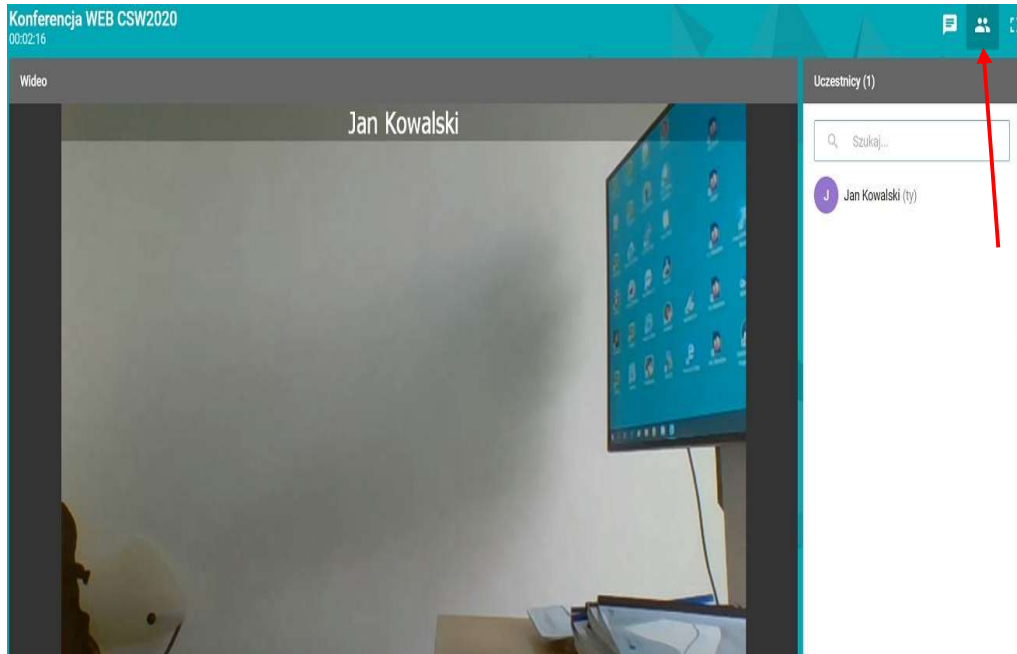 Konferencja WEB CSW2020
00:02:16
Wideo
Uczestnicy (1)
Jan Kowalski
Szukaj...
J Jan Kowalski (ty)